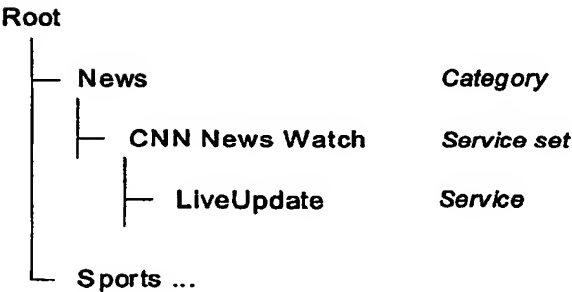 Root
News Category
CNN News Watch Service set
LiveUpdate Service
Sports ...